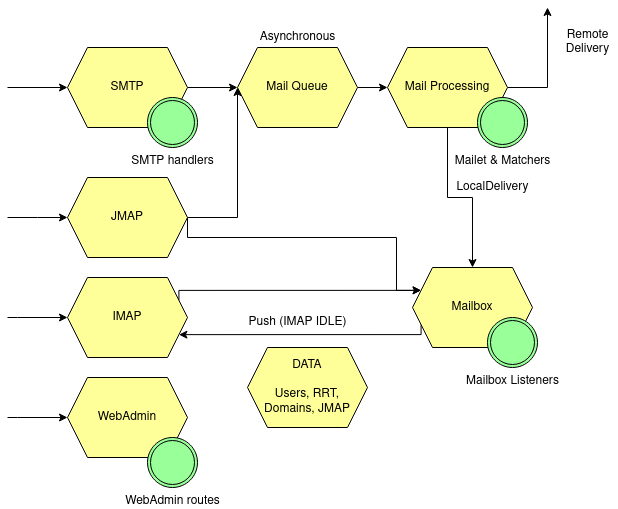 Asynchronous
Remote
Delivery
SMTP
Mail Queue
Mail Processing
SMTP handlers
Mailet & Matchers
LocalDelivery
JMAP
IMAP
Push (IMAP IDLE)
Mailbox
DATA
Users, RRT,
Domains, JMAP
Mailbox Listeners
WebAdmin
WebAdmin routes